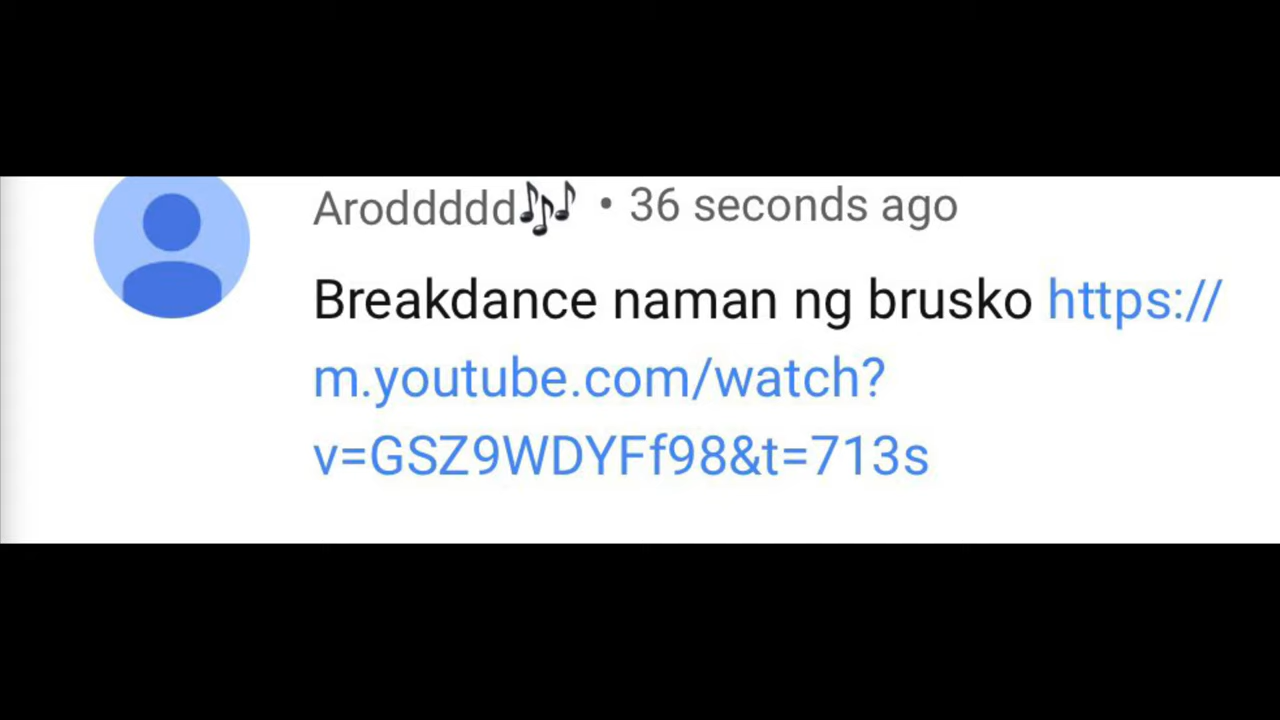 Aroddddd🎶 • 36 seconds ago
Breakdance naman ng brusko https://
m.youtube.com/watch?
v=GSZ9WDYFf98&t=713s